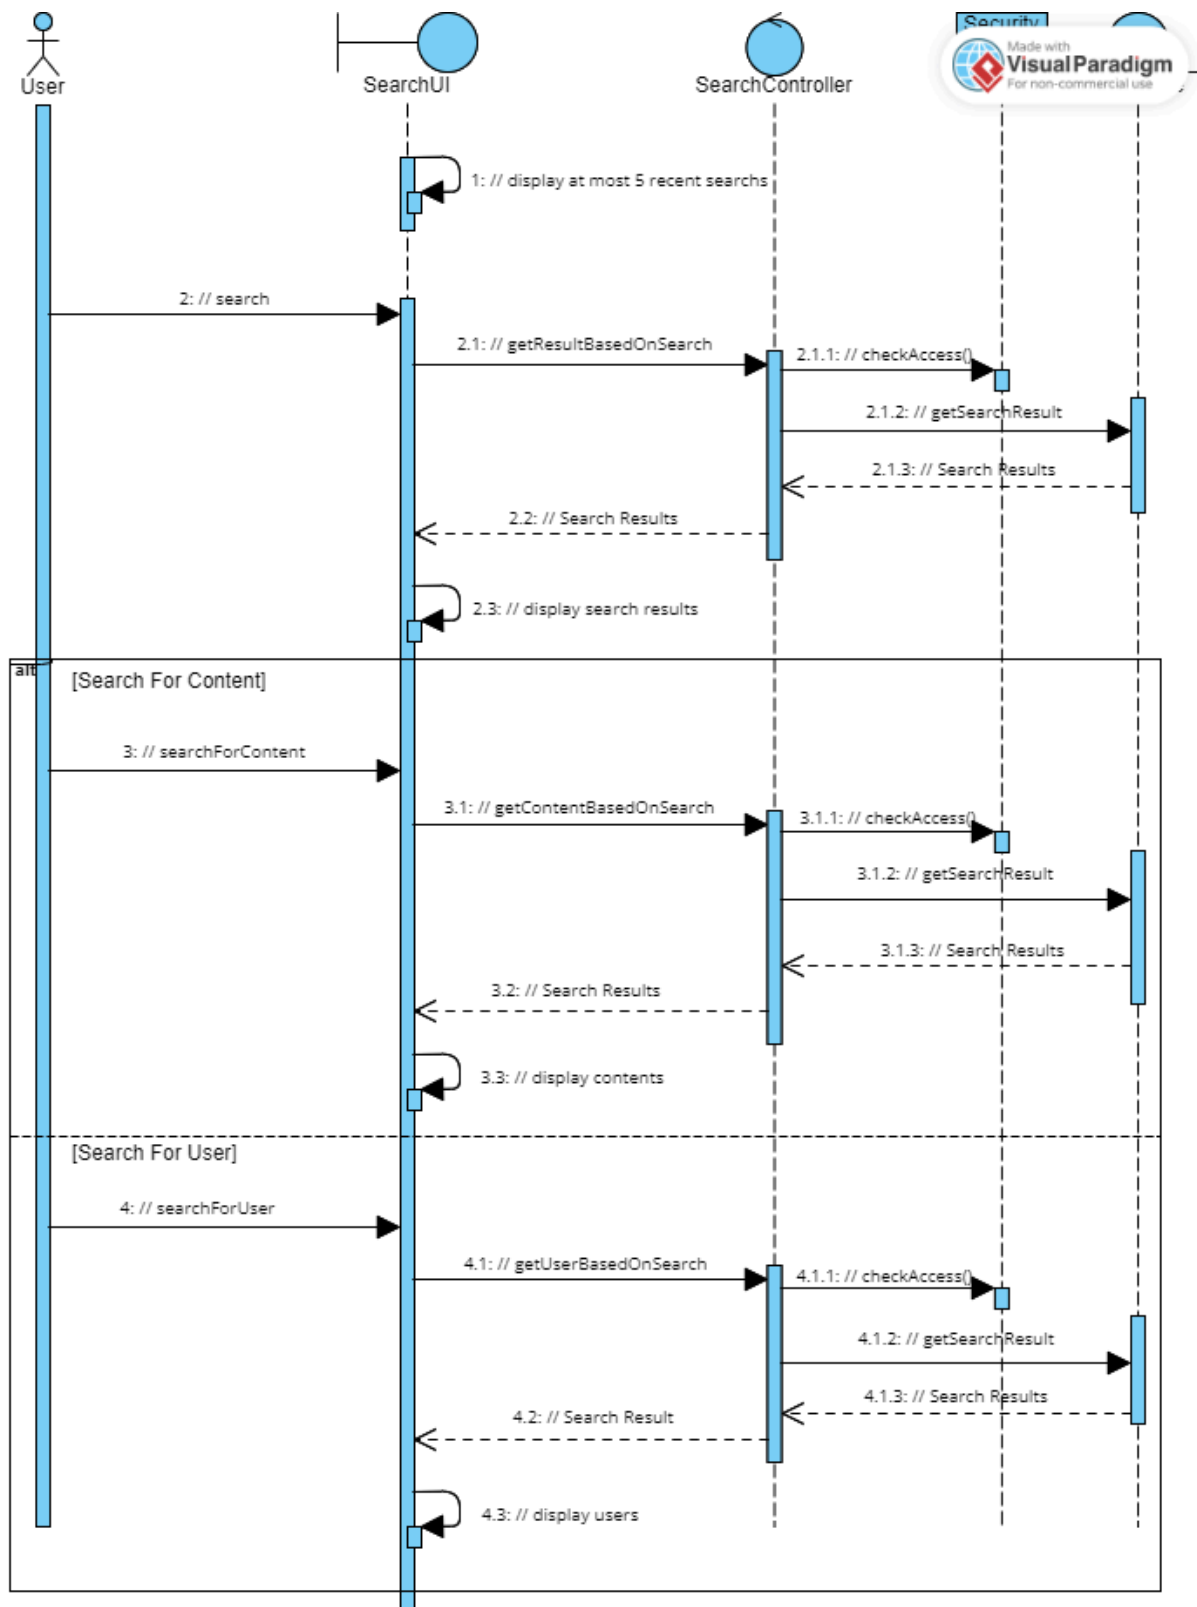 Security
Made with
Visual Paradigm
For non-commercial use
User
SearchUI
SearchController
1: // display at most 5 recent searchs
2: // search
2.1: // getResultBasedOnSearch
2.1.1: // checkAccess()
2.1.2: // getSearchResult
2.1.3: // Search Results
2.2: // Search Results
2.3: // display search results
alt
[Search For Content]
3: // searchForContent
3.1: // getContentBasedOnSearch
3.1.1: // checkAccess()
3.1.2: // getSearchResult
3.1.3: // Search Results
3.2: // Search Results
3.3: // display contents
[Search For User]
4: // searchForUser
4.1: // getUserBasedOnSearch
4.1.1: // checkAccess()
4.1.2: // getSearchResult
4.1.3: // Search Results
4.2: // Search Result
4.3: // display users